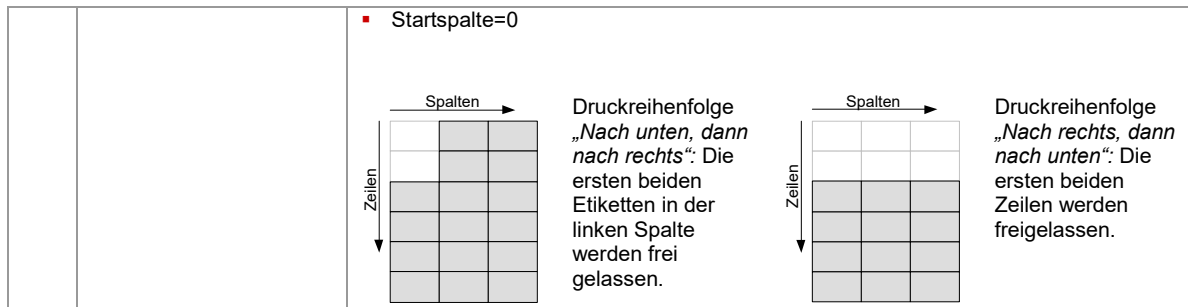 ▪ Startspalte=0
Spalten
Zeilen
Druckreihenfolge
„Nach unten, dann
nach rechts“: Die
ersten beiden
Etiketten in der
linken Spalte
werden frei
gelassen.
Spalten
Zeilen
Druckreihenfolge
„Nach rechts, dann
nach unten“: Die
ersten beiden
Zeilen werden
freigelassen.